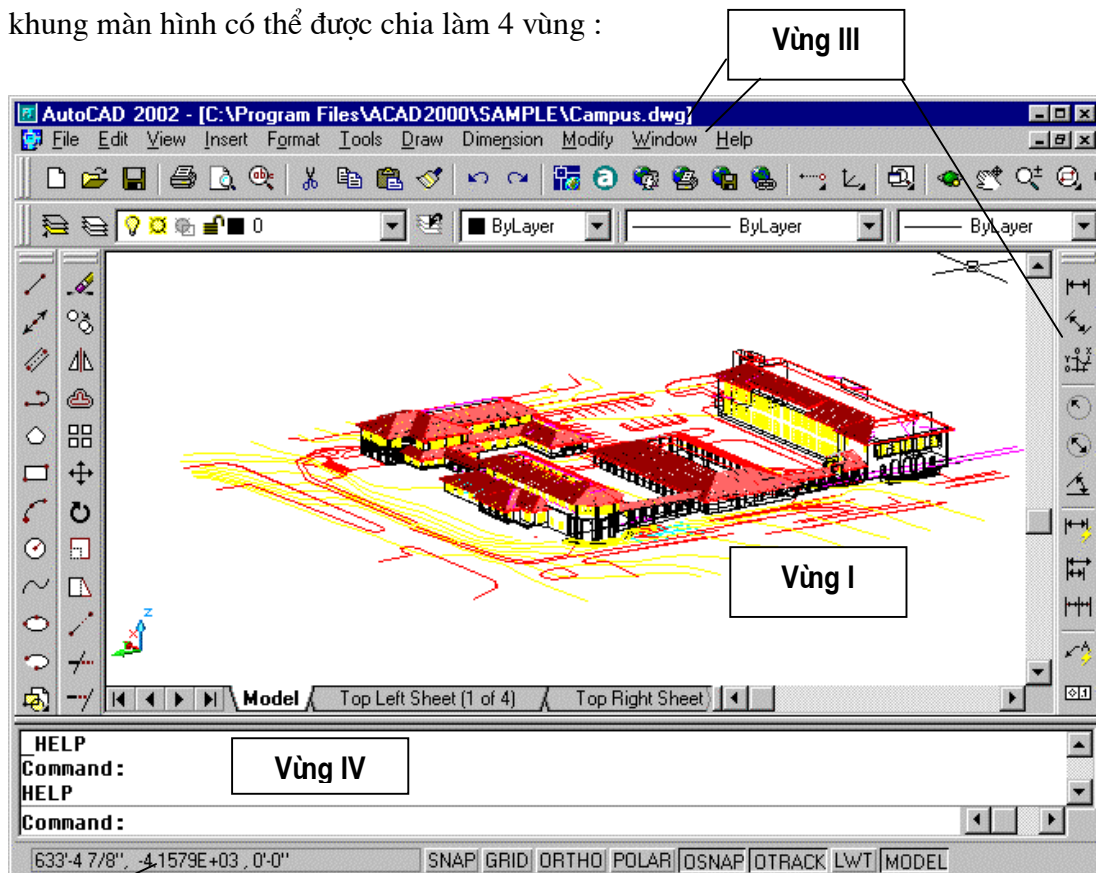 khung màn hình có thể được chia làm 4 vùng :
Vùng III
AutoCAD 2002 - [C:\Program Files\ACAD2000\SAMPLE\Campus.dwg]
File Edit View Insert Format Tools Draw Dimension Modify Window Help
0 ByLayer ByLayer ByLayer
Vùng I
Z
X
Model Top Left Sheet (1 of 4) Top Right Sheet
_HELP
Command:
Vùng IV
HELP
Command:
633'-4 7/8", -4.1579E+03 , 0'-0" SNAP GRID ORTHO POLAR OSNAP OTRACK LWT MODEL